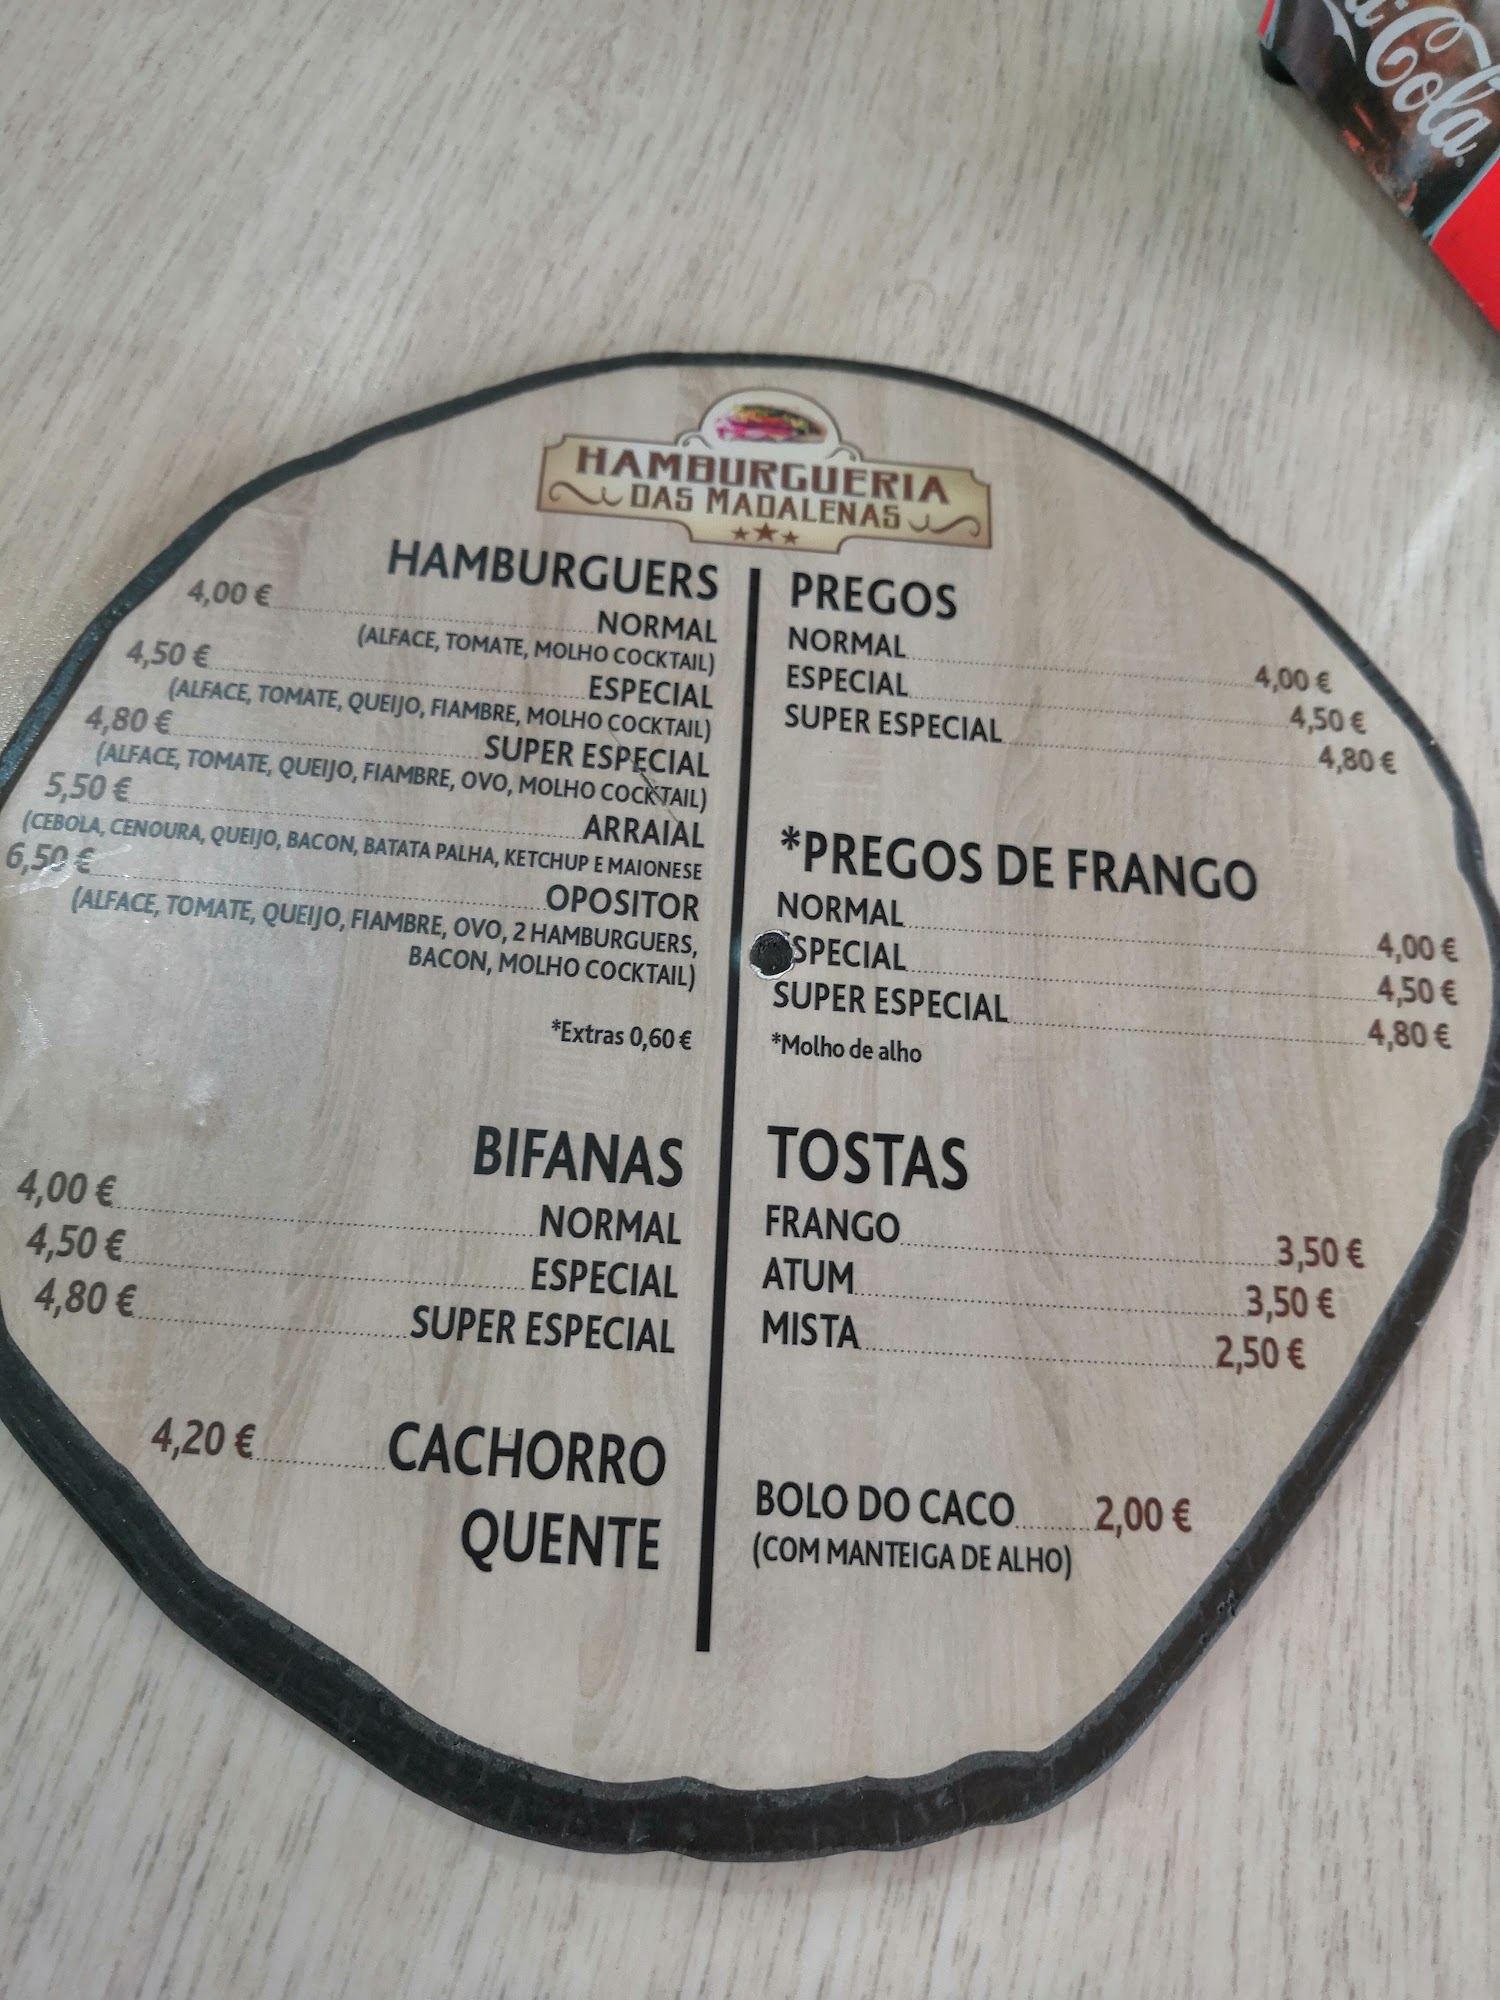 Coca-Cola
HAMBURGUERIA
DAS MADALENAS
HAMBURGUERS
4,00 € NORMAL
(ALFACE, TOMATE, MOLHO COCKTAIL)
4,50 € ESPECIAL
(ALFACE, TOMATE, QUEIJO, FIAMBRE, MOLHO COCKTAIL)
4,80 € SUPER ESPECIAL
(ALFACE, TOMATE, QUEIJO, FIAMBRE, OVO, MOLHO COCKTAIL)
5,50 € ARRAIAL
(CEBOLA, CENOURA, QUEIJO, BACON, BATATA PALHA, KETCHUP E MAIONESE
6,50 € OPOSITOR
(ALFACE, TOMATE, QUEIJO, FIAMBRE, OVO, 2 HAMBURGUERS,
BACON, MOLHO COCKTAIL)
*Extras 0,60 €
BIFANAS
4,00 € NORMAL
4,50 € ESPECIAL
4,80 € SUPER ESPECIAL
4,20 € CACHORRO
QUENTE
PREGOS
NORMAL 4,00 €
ESPECIAL 4,50 €
SUPER ESPECIAL 4,80 €
*PREGOS DE FRANGO
NORMAL 4,00 €
ESPECIAL 4,50 €
SUPER ESPECIAL 4,80 €
*Molho de alho
TOSTAS
FRANGO 3,50 €
ATUM 3,50 €
MISTA 2,50 €
BOLO DO CACO 2,00 €
(COM MANTEIGA DE ALHO)